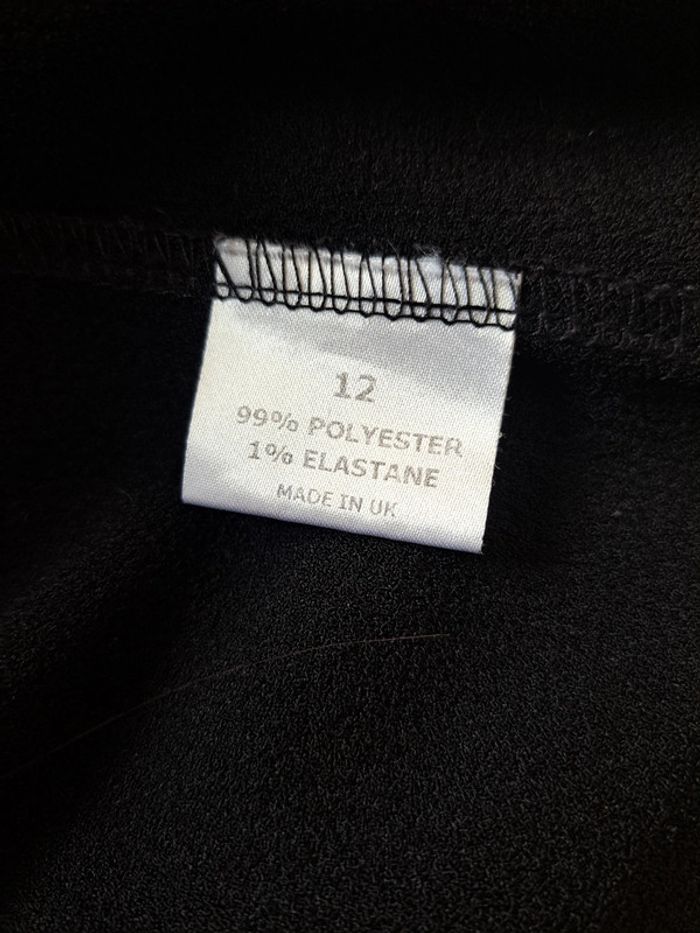 12
99% POLYESTER
1% ELASTANE
MADE IN UK